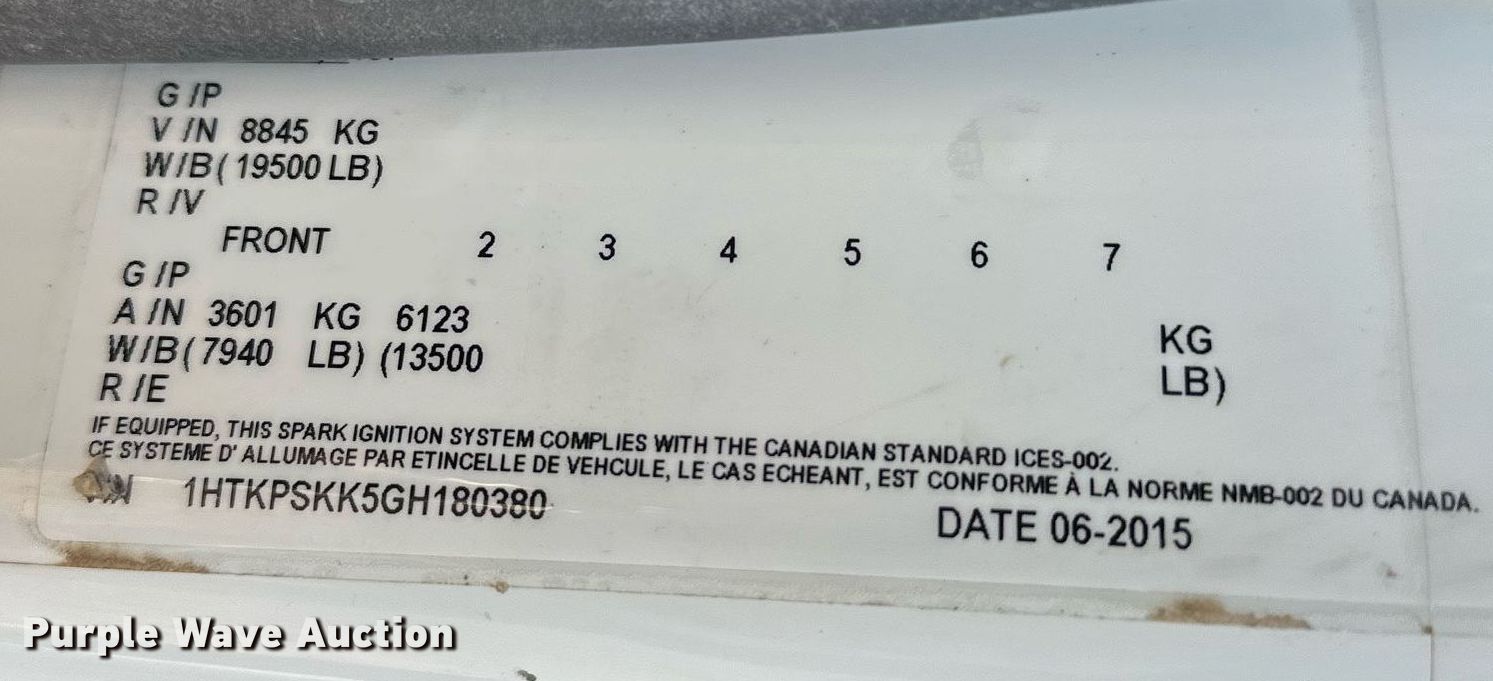 G /P
V /N 8845 KG
W/B( 19500 LB)
R /V
FRONT 2 3 4 5 6 7
G /P
A /N 3601 KG 6123 KG
W/B( 7940 LB) (13500 LB)
R /E
IF EQUIPPED, THIS SPARK IGNITION SYSTEM COMPLIES WITH THE CANADIAN STANDARD ICES-002.
CE SYSTEME D' ALLUMAGE PAR ETINCELLE DE VEHCULE, LE CAS ECHEANT, EST CONFORME À LA NORME NMB-002 DU CANADA.
1HTKPSKK5GH180380
DATE 06-2015
Purple Wave Auction